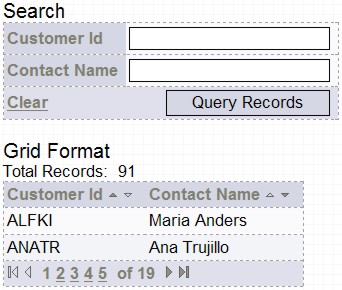 Search
Customer Id
Contact Name
Clear Query Records
Grid Format
Total Records: 91
Customer Id Contact Name
ALFKI Maria Anders
ANATR Ana Trujillo
1 2 3 4 5 of 19